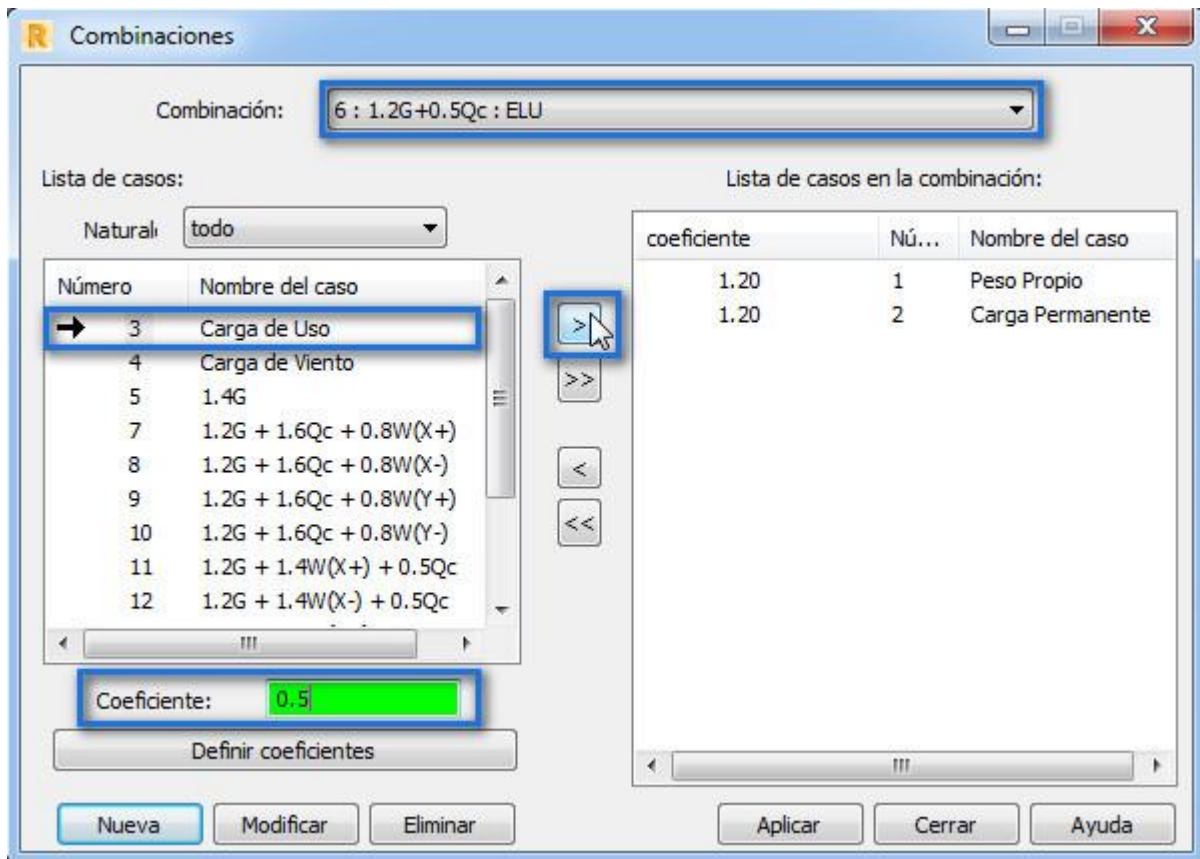 Combinaciones
Combinación: 6 : 1.2G+0.5Qc : ELU
Lista de casos:
Naturale todo
Número Nombre del caso
3 Carga de Uso
4 Carga de Viento
5 1.4G
7 1.2G + 1.6Qc + 0.8W(X+)
8 1.2G + 1.6Qc + 0.8W(X-)
9 1.2G + 1.6Qc + 0.8W(Y+)
10 1.2G + 1.6Qc + 0.8W(Y-)
11 1.2G + 1.4W(X+) + 0.5Qc
12 1.2G + 1.4W(X-) + 0.5Qc
Coeficiente: 0.5
Definir coeficientes
Nueva Modificar Eliminar
>
>>
<
<<
Lista de casos en la combinación:
coeficiente Nú... Nombre del caso
1.20 1 Peso Propio
1.20 2 Carga Permanente
Aplicar Cerrar Ayuda